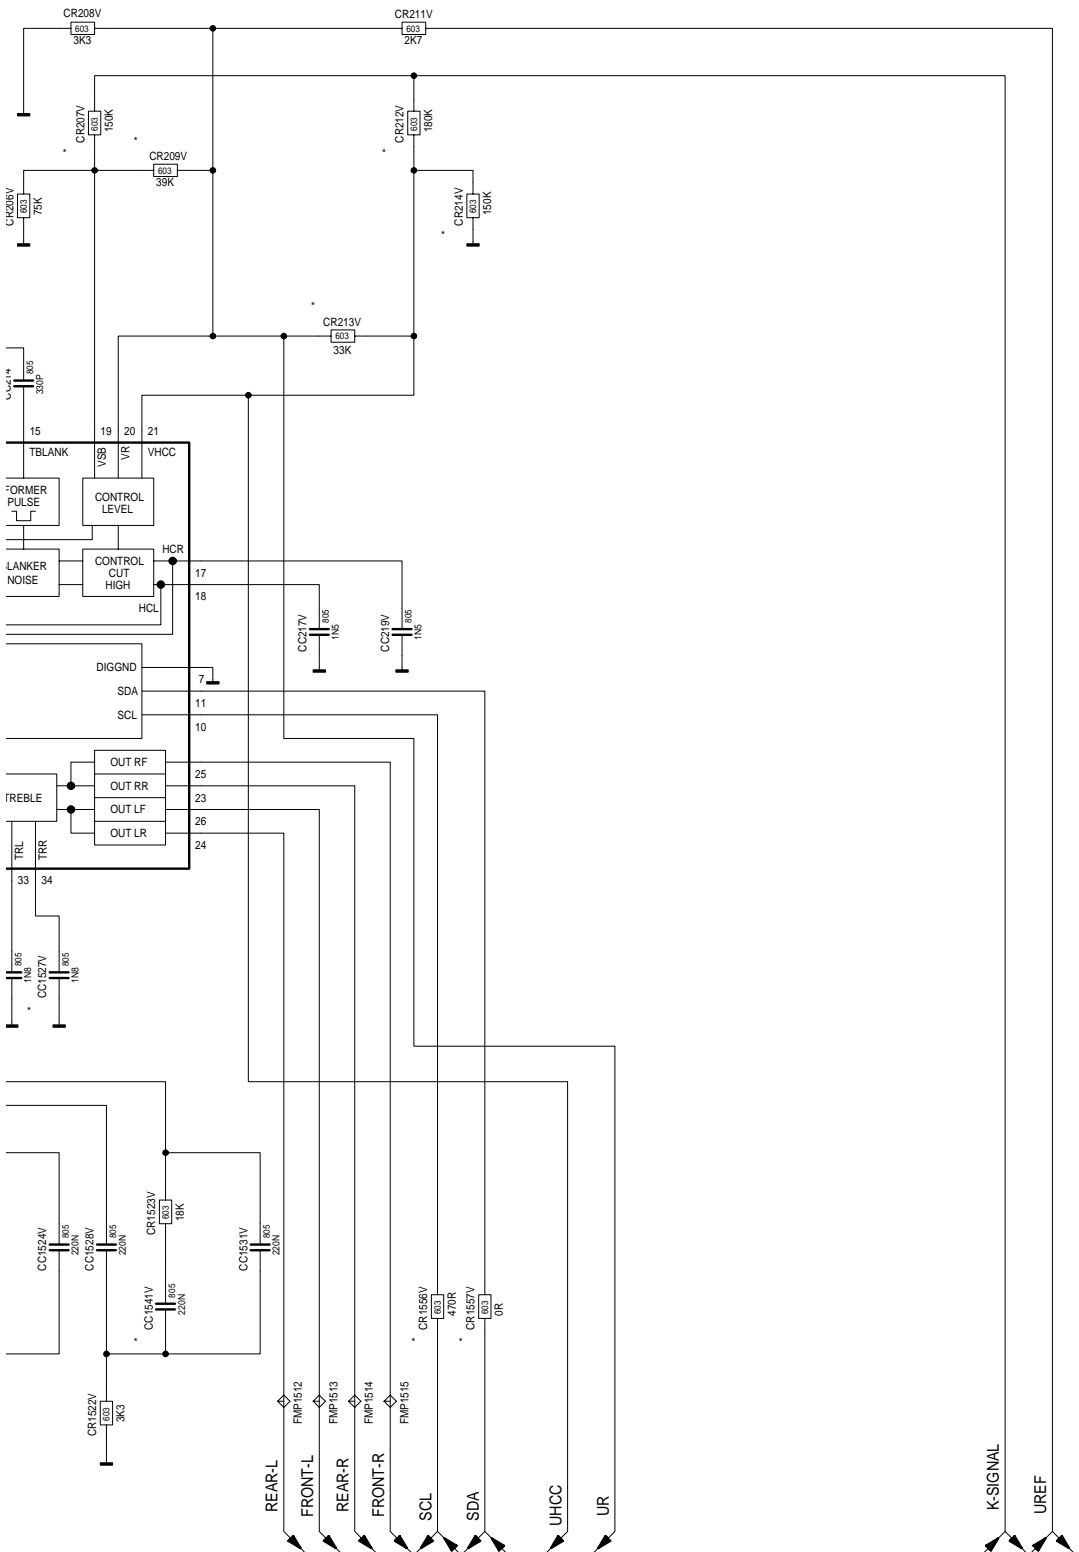 CR208V
603
3K3
CR211V
603
2K7
CR207V
603
150K
*
*
CR212V
603
180K
*
CR209V
603
39K
CR206V
603
75K
*
CR214V
603
150K
*
*
CR213V
603
33K
805
330P
15
19
20
21
TBLANK
VSB
VR
VHCC
FORMER
PULSE
CONTROL
LEVEL
NOISE
CONTROL
CUT
HIGH
HCR
17
18
HCL
CC217V
805
1N5
CC219V
805
1N5
DIGGND
7
SDA
11
SCL
10
OUT RF
25
OUT RR
23
OUT LF
26
OUT LR
24
TREBLE
TRL
TRR
33
34
805
1N8
CC1527V
805
1N8
*
CC1524V
805
220N
CC1528V
805
220N
CR1523V
603
18K
CC1531V
805
220N
CC1541V
805
220N
*
CR1556V
603
470R
*
CR1557V
603
0R
*
CR1522V
603
3K3
FMP1512
FMP1513
FMP1514
FMP1515
REAR-L
FRONT-L
REAR-R
FRONT-R
SCL
SDA
UHCC
UR
K-SIGNAL
UREF